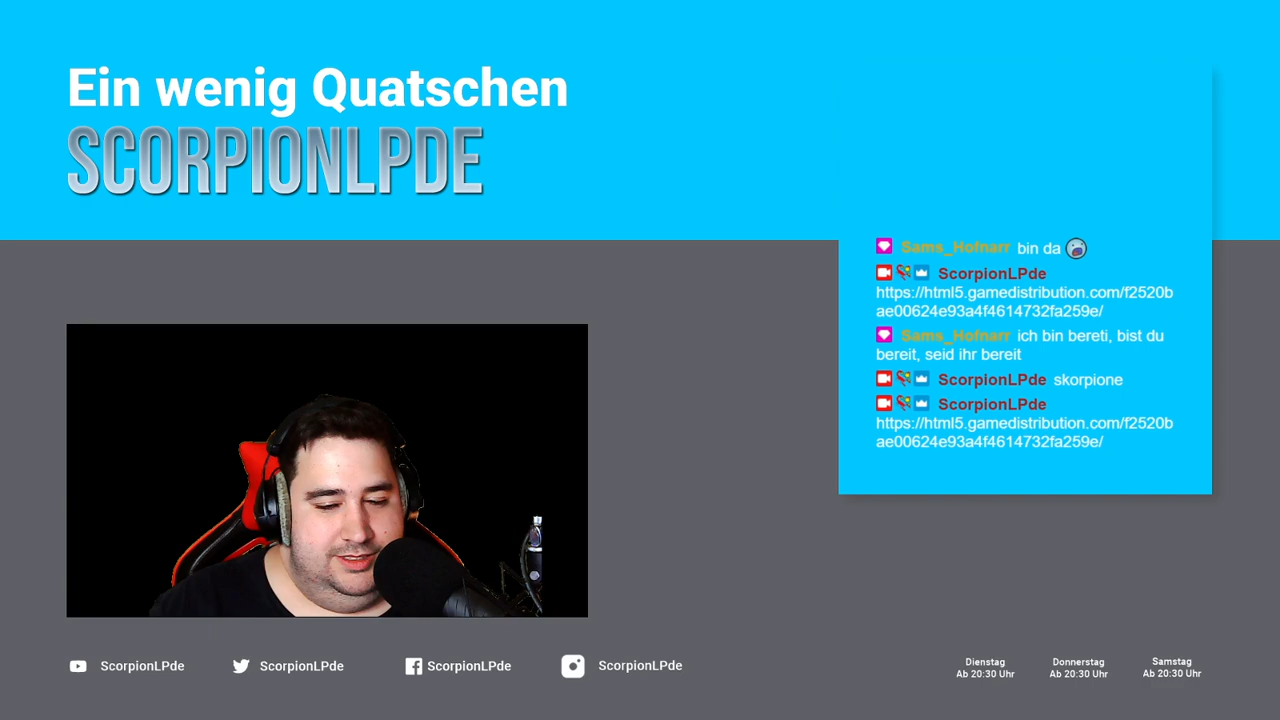 Ein wenig Quatschen
SCORPIONLPDE
Sams_Hofnarr bin da
ScorpionLPde
https://html5.gamedistribution.com/f2520b
ae00624e93a4f4614732fa259e/
Sams_Hofnarr ich bin bereti, bist du
bereit, seid ihr bereit
ScorpionLPde skorpione
ScorpionLPde
https://html5.gamedistribution.com/f2520b
ae00624e93a4f4614732fa259e/
ScorpionLPde ScorpionLPde ScorpionLPde ScorpionLPde
Dienstag Donnerstag Samstag
Ab 20:30 Uhr Ab 20:30 Uhr Ab 20:30 Uhr